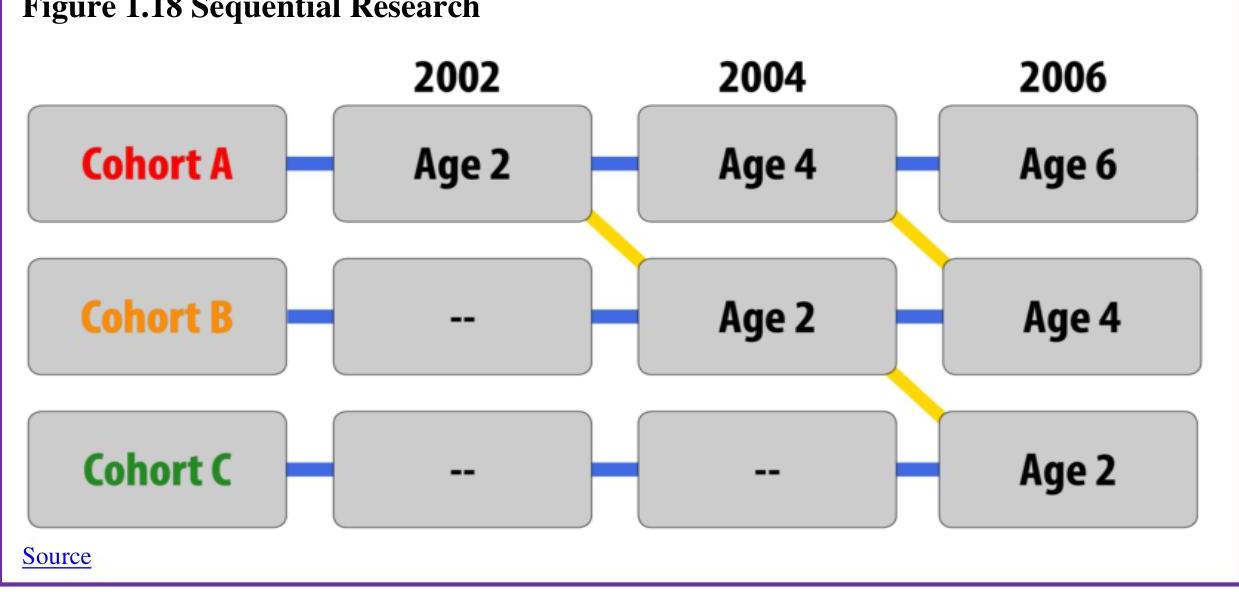 Figure 1.18 Sequential Research
2002 2004 2006
Cohort A Age 2 Age 4 Age 6
Cohort B -- Age 2 Age 4
Cohort C -- -- Age 2
Source